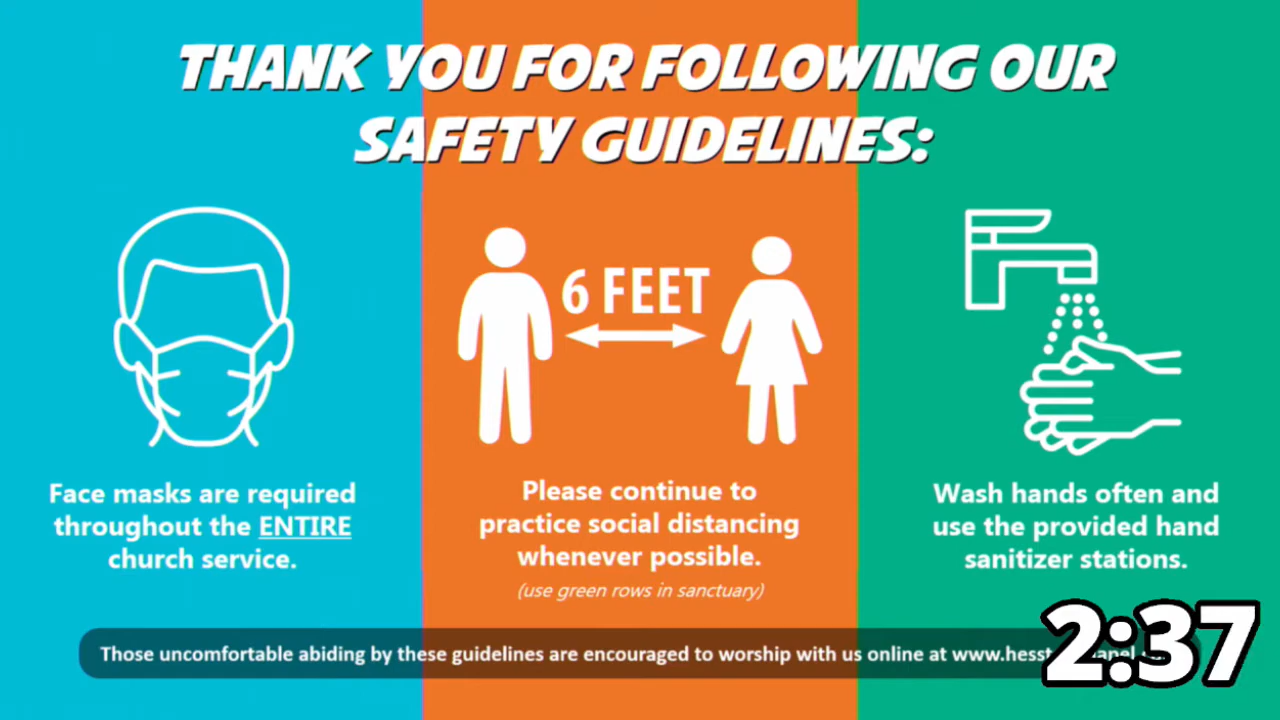 THANK YOU FOR FOLLOWING OUR
SAFETY GUIDELINES:
6 FEET
Face masks are required
throughout the ENTIRE
church service.
Please continue to
practice social distancing
whenever possible.
(use green rows in sanctuary)
Wash hands often and
use the provided hand
sanitizer stations.
Those uncomfortable abiding by these guidelines are encouraged to worship with us online at
2:37